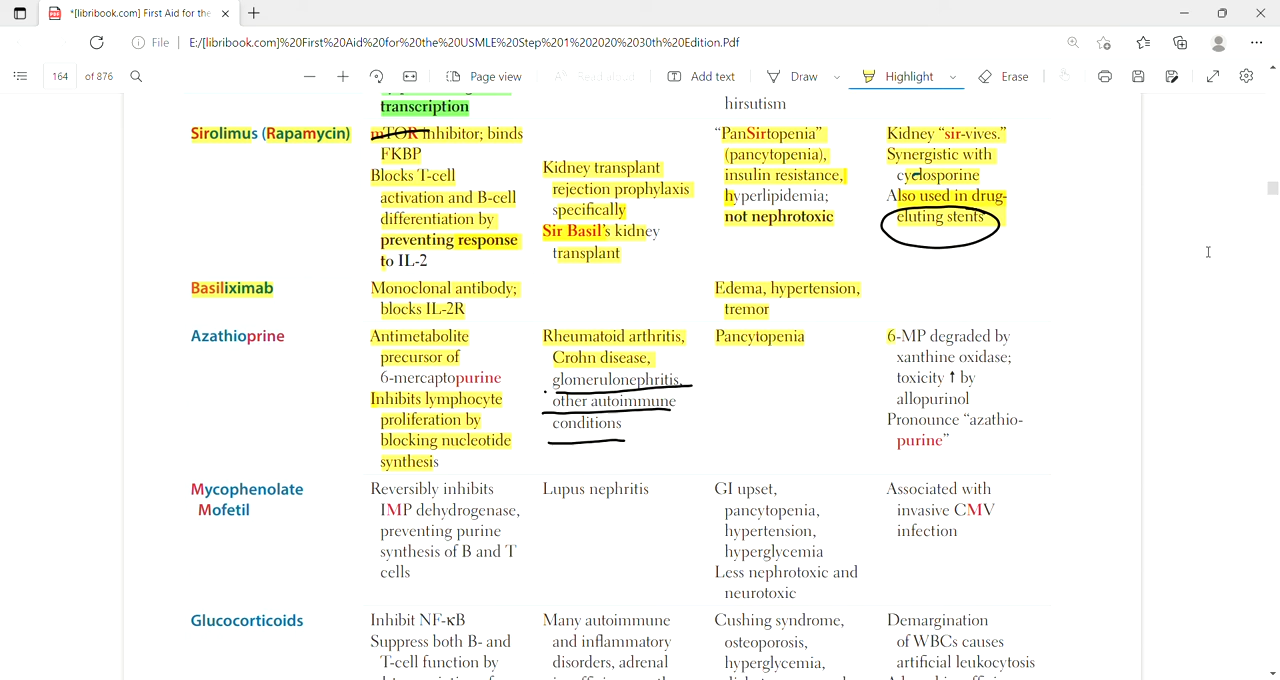 *[libribook.com] First Aid for the
File
E:/[libribook.com]%20First%20Aid%20for%20the%20USMLE%20Step%201%202020%2030th%20Edition.Pdf
164 of 876
Page view
Read aloud
Add text
Draw
Highlight
Erase
transcription
hirsutism
Sirolimus (Rapamycin)
mTOR inhibitor; binds
FKBP
Blocks T-cell
activation and B-cell
differentiation by
preventing response
to IL-2
Kidney transplant
rejection prophylaxis
specifically
Sir Basil’s kidney
transplant
“PanSirtopenia”
(pancytopenia),
insulin resistance,
hyperlipidemia;
not nephrotoxic
Kidney “sir-vives.”
Synergistic with
cyclosporine
Also used in drug-
eluting stents
Basiliximab
Monoclonal antibody;
blocks IL-2R
Edema, hypertension,
tremor
Azathioprine
Antimetabolite
precursor of
6-mercaptopurine
Inhibits lymphocyte
proliferation by
blocking nucleotide
synthesis
Rheumatoid arthritis,
Crohn disease,
glomerulonephritis,
other autoimmune
conditions
Pancytopenia
6-MP degraded by
xanthine oxidase;
toxicity ↑ by
allopurinol
Pronounce “azathio-
purine”
Mycophenolate
Mofetil
Reversibly inhibits
IMP dehydrogenase,
preventing purine
synthesis of B and T
cells
Lupus nephritis
GI upset,
pancytopenia,
hypertension,
hyperglycemia
Less nephrotoxic and
neurotoxic
Associated with
invasive CMV
infection
Glucocorticoids
Inhibit NF-κB
Suppress both B- and
T-cell function by
Many autoimmune
and inflammatory
disorders, adrenal
Cushing syndrome,
osteoporosis,
hyperglycemia,
Demargination
of WBCs causes
artificial leukocytosis